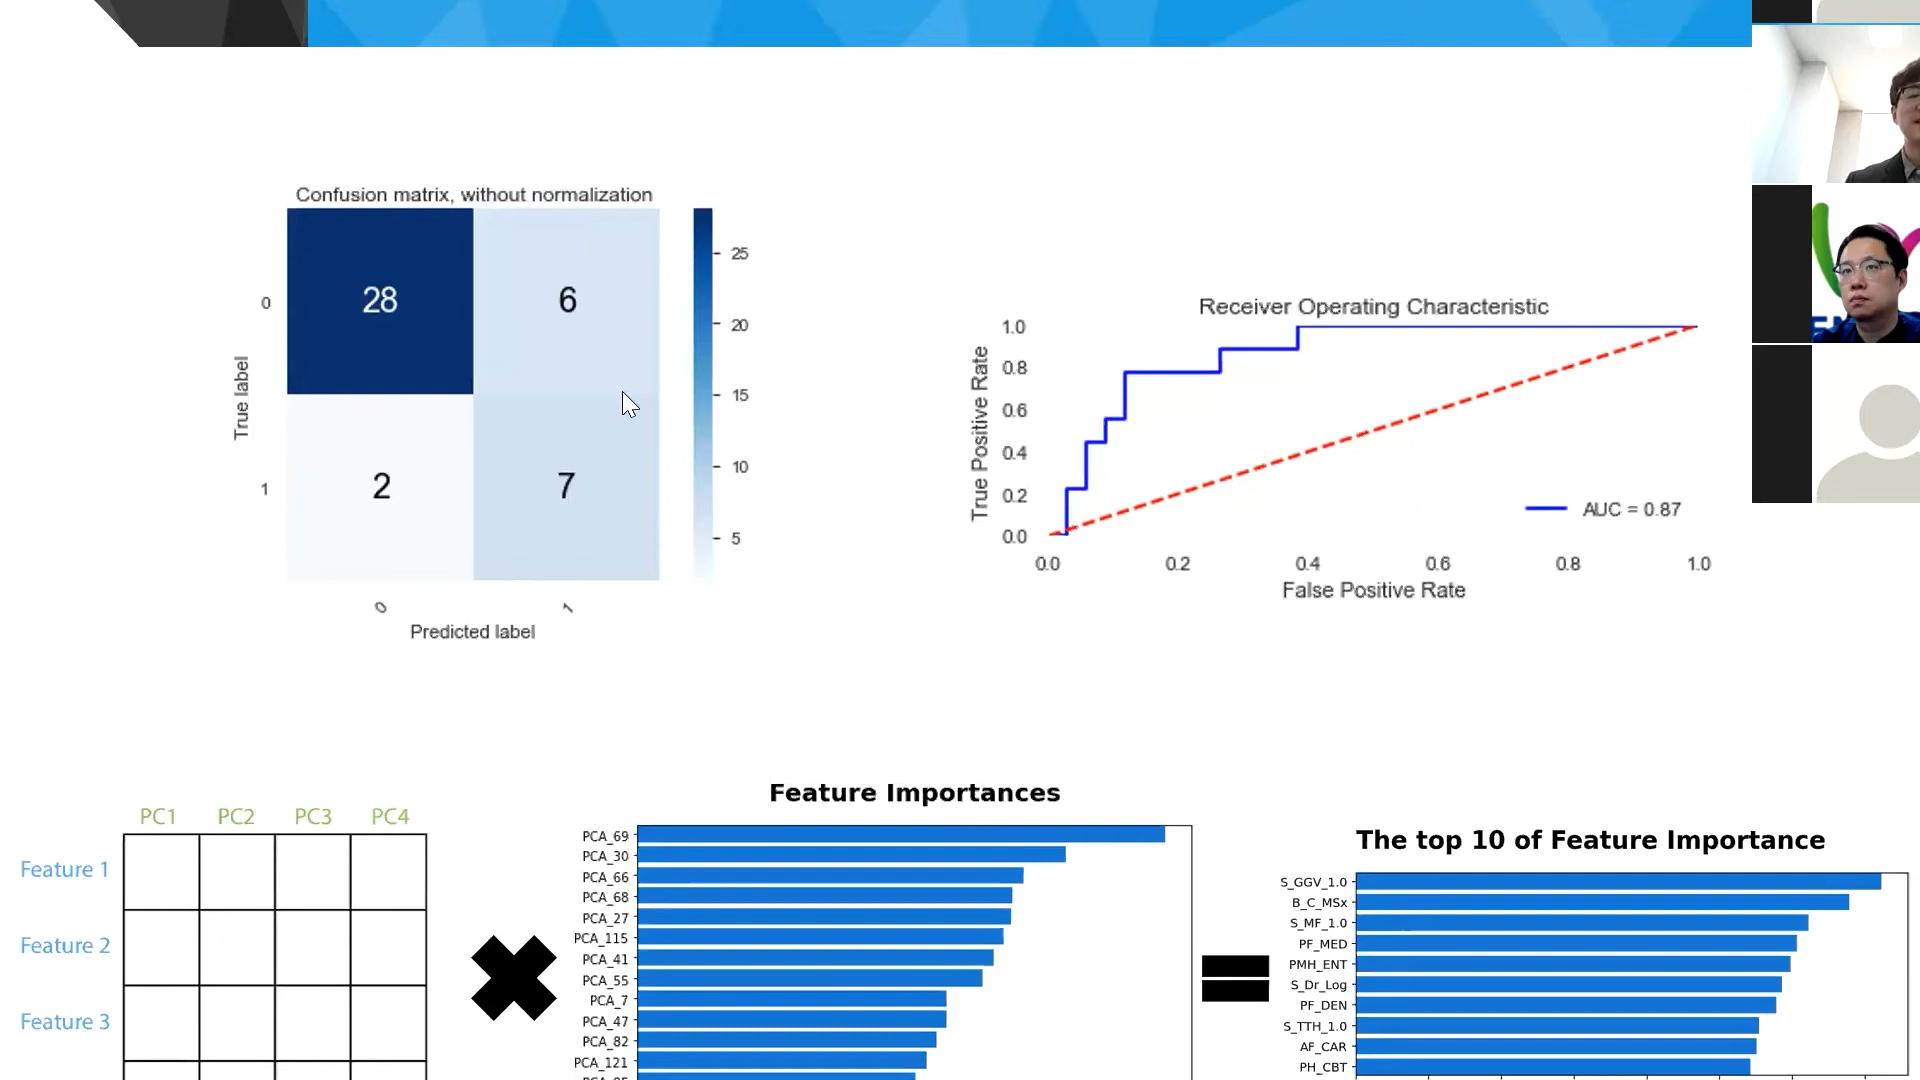 Confusion matrix, without normalization
28 6
2 7
0
1
True label
0 1
Predicted label
25
20
15
10
5
Receiver Operating Characteristic
1.0
0.8
0.6
0.4
0.2
0.0
True Positive Rate
AUC = 0.87
0.0 0.2 0.4 0.6 0.8 1.0
False Positive Rate
PC1 PC2 PC3 PC4
Feature 1
Feature 2
Feature 3
Feature Importances
PCA_69
PCA_30
PCA_66
PCA_68
PCA_27
PCA_115
PCA_41
PCA_55
PCA_7
PCA_47
PCA_82
PCA_121
The top 10 of Feature Importance
S_GGV_1.0
B_C_MSx
S_MF_1.0
PF_MED
PMH_ENT
S_Dr_Log
PF_DEN
S_TTH_1.0
AF_CAR
PH_CBT